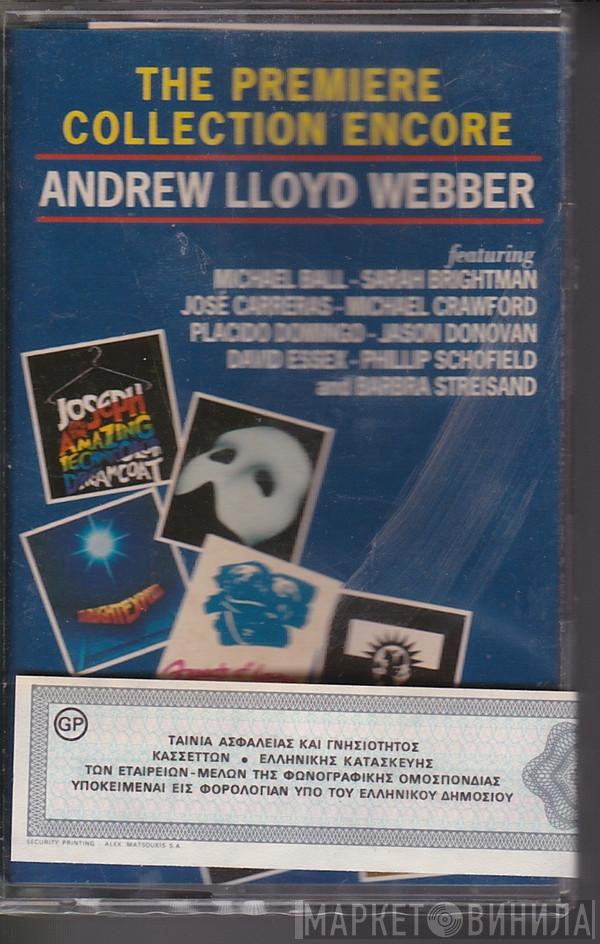 THE PREMIERE
COLLECTION ENCORE
ANDREW LLOYD WEBBER
featuring
MICHAEL BALL - SARAH BRIGHTMAN
JOSÉ CARRERAS - MICHAEL CRAWFORD
PLACIDO DOMINGO - JASON DONOVAN
DAVID ESSEX - PHILLIP SCHOFIELD
and BARBRA STREISAND
JOSEPH
AND THE
AMAZING
TECHNICOLOR
DREAMCOAT
GP
ΤΑΙΝΙΑ ΑΣΦΑΛΕΙΑΣ ΚΑΙ ΓΝΗΣΙΟΤΗΤΟΣ
ΚΑΣΣΕΤΤΩΝ • ΕΛΛΗΝΙΚΗΣ ΚΑΤΑΣΚΕΥΗΣ
ΤΩΝ ΕΤΑΙΡΕΙΩΝ-ΜΕΛΩΝ ΤΗΣ ΦΩΝΟΓΡΑΦΙΚΗΣ ΟΜΟΣΠΟΝΔΙΑΣ
ΥΠΟΚΕΙΜΕΝΑΙ ΕΙΣ ΦΟΡΟΛΟΓΙΑΝ ΥΠΟ ΤΟΥ ΕΛΛΗΝΙΚΟΥ ΔΗΜΟΣΙΟΥ
SECURITY PRINTING ALEX. MATSOUKIS S.A.
МАРКЕТ ВИНИЛА